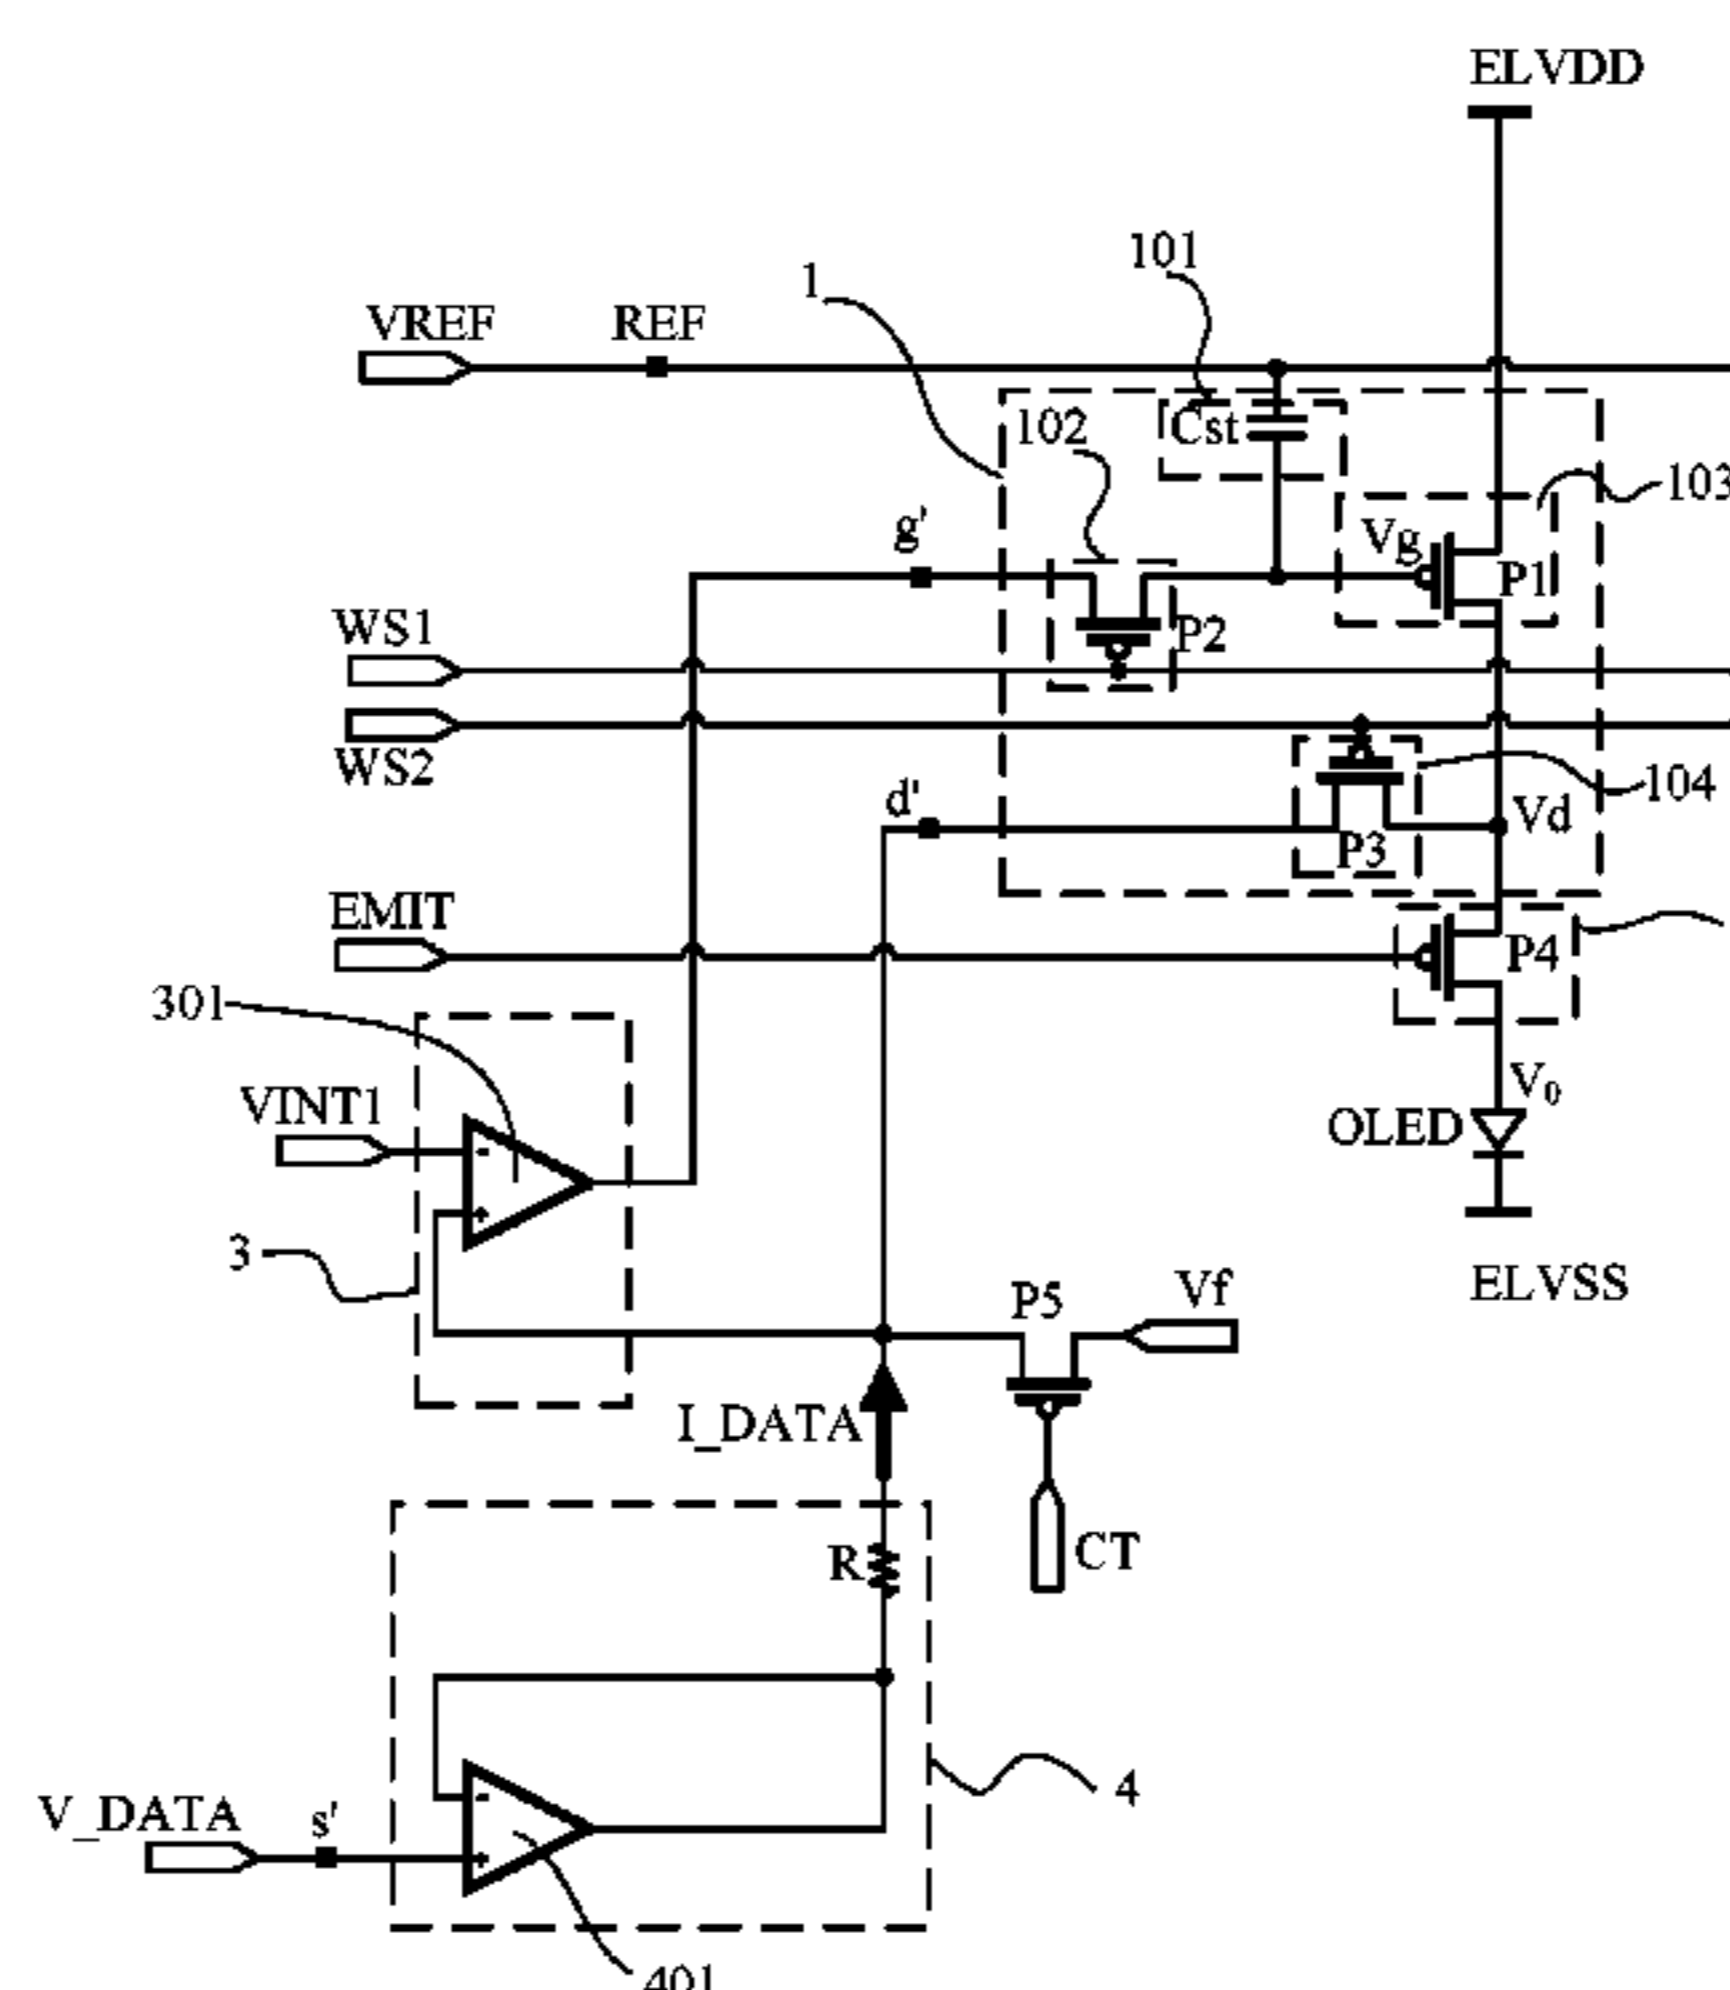 ELVDD
101
1
VREF
REF
102
Cst
103
g'
Vg
P1
WS1
P2
WS2
104
d'
Vd
P3
EMIT
P4
301
VINT1
V0
OLED
-
+
3
P5
Vf
ELVSS
I_DATA
R
CT
4
V_DATA
s'
-
+
401